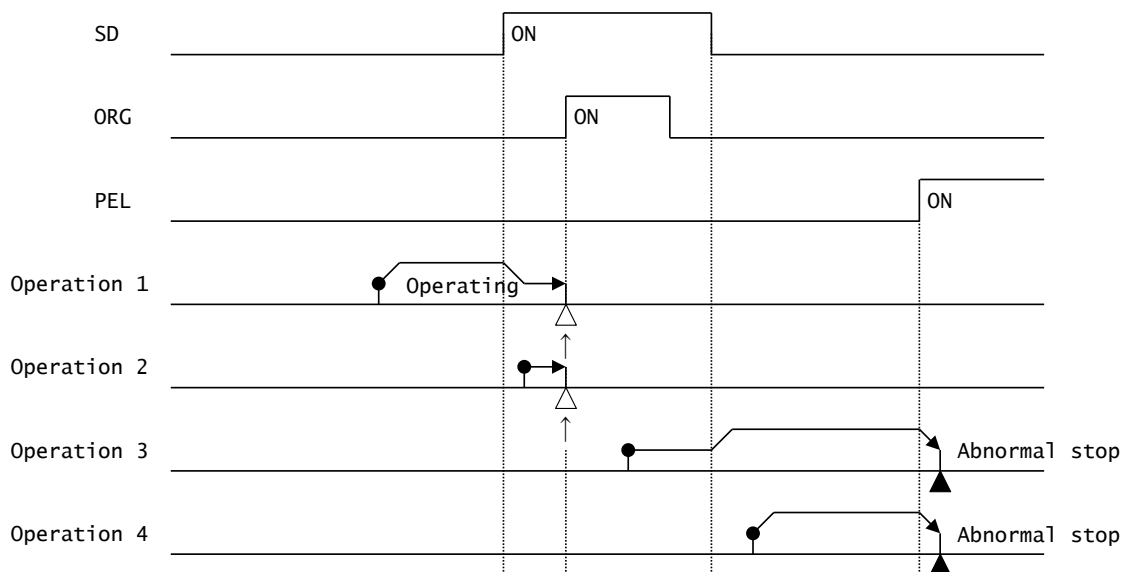 SD
ON
ORG
ON
PEL
ON
Operation 1
Operating
Operation 2
Operation 3
Abnormal stop
Operation 4
Abnormal stop